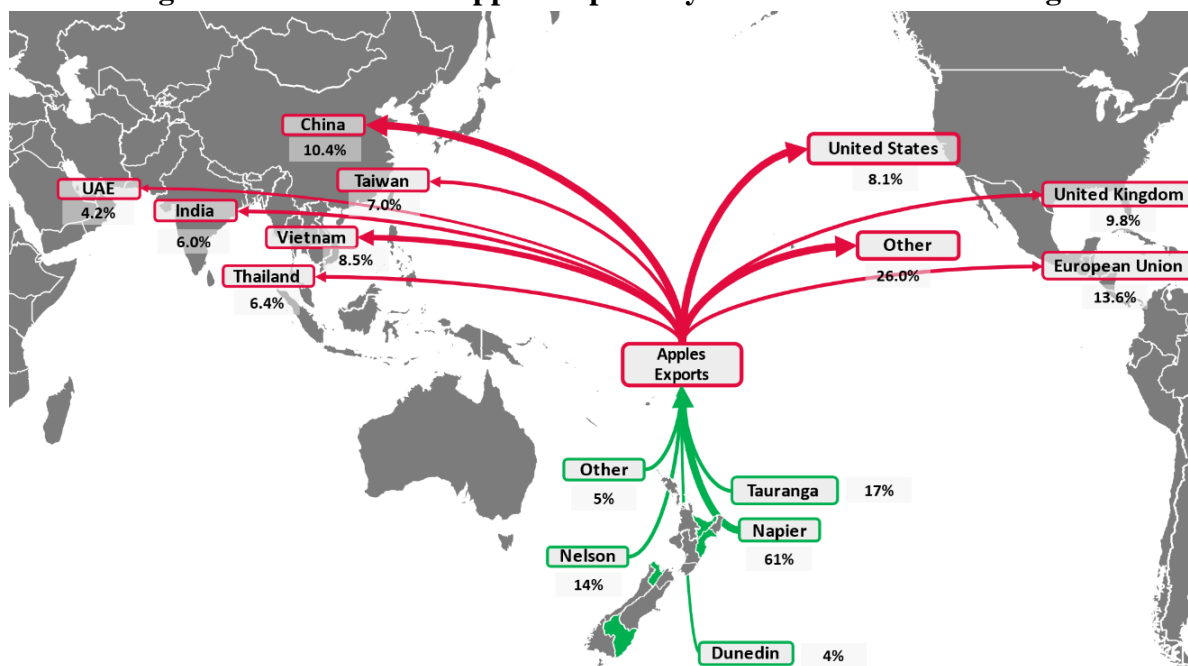 China
10.4%
United States
8.1%
Taiwan
7.0%
UAE
4.2%
United Kingdom
9.8%
India
6.0%
Vietnam
8.5%
Other
26.0%
Thailand
6.4%
European Union
13.6%
Apples
Exports
Other
5%
Tauranga 17%
Napier
61%
Nelson
14%
Dunedin 4%